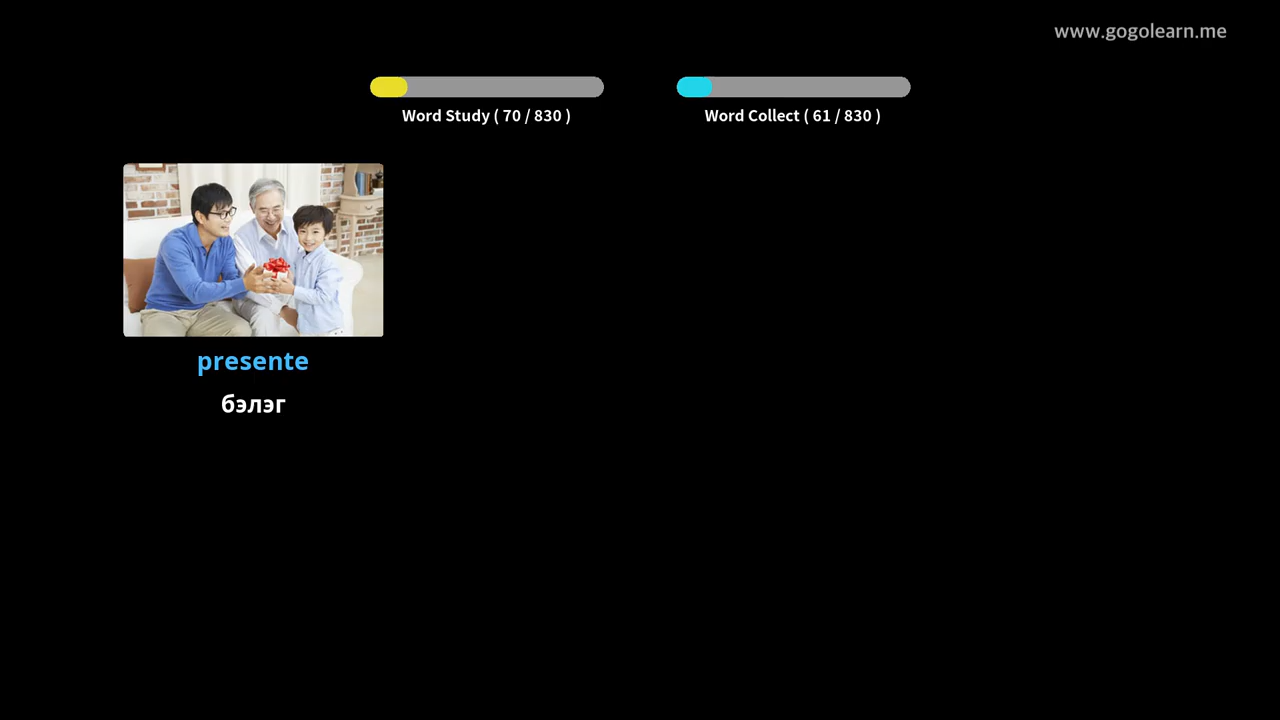 www.gogolearn.me
Word Study ( 70 / 830 )
Word Collect ( 61 / 830 )
presente
бэлэг